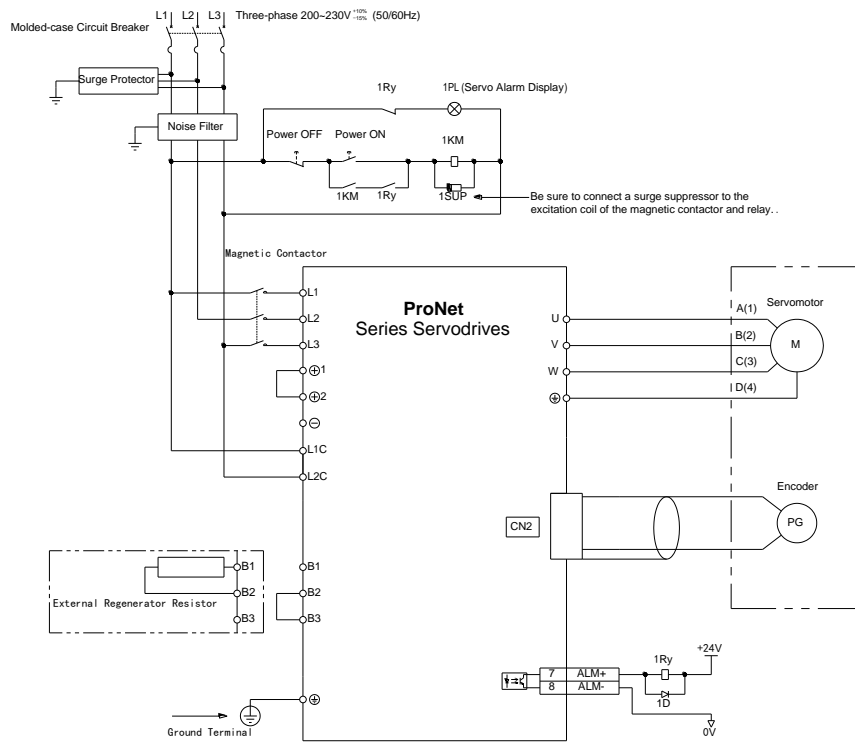 L1 L2 L3 Three-phase 200~230V +10% -15% (50/60Hz)
Molded-case Circuit Breaker
Surge Protector
1Ry 1PL (Servo Alarm Display)
Noise Filter
Power OFF Power ON
1KM
1KM 1Ry 1SUP
Be sure to connect a surge suppressor to the
excitation coil of the magnetic contactor and relay. .
Magnetic Contactor
L1
L2
L3
1
2
L1C
L2C
ProNet
Series Servodrives
U
V
W
A(1)
B(2)
C(3)
D(4)
Servomotor
M
Encoder
PG
CN2
B1
B2
B3
External Regenerator Resistor
B1
B2
B3
7 ALM+
8 ALM-
1Ry
1D
+24V
0V
Ground Terminal